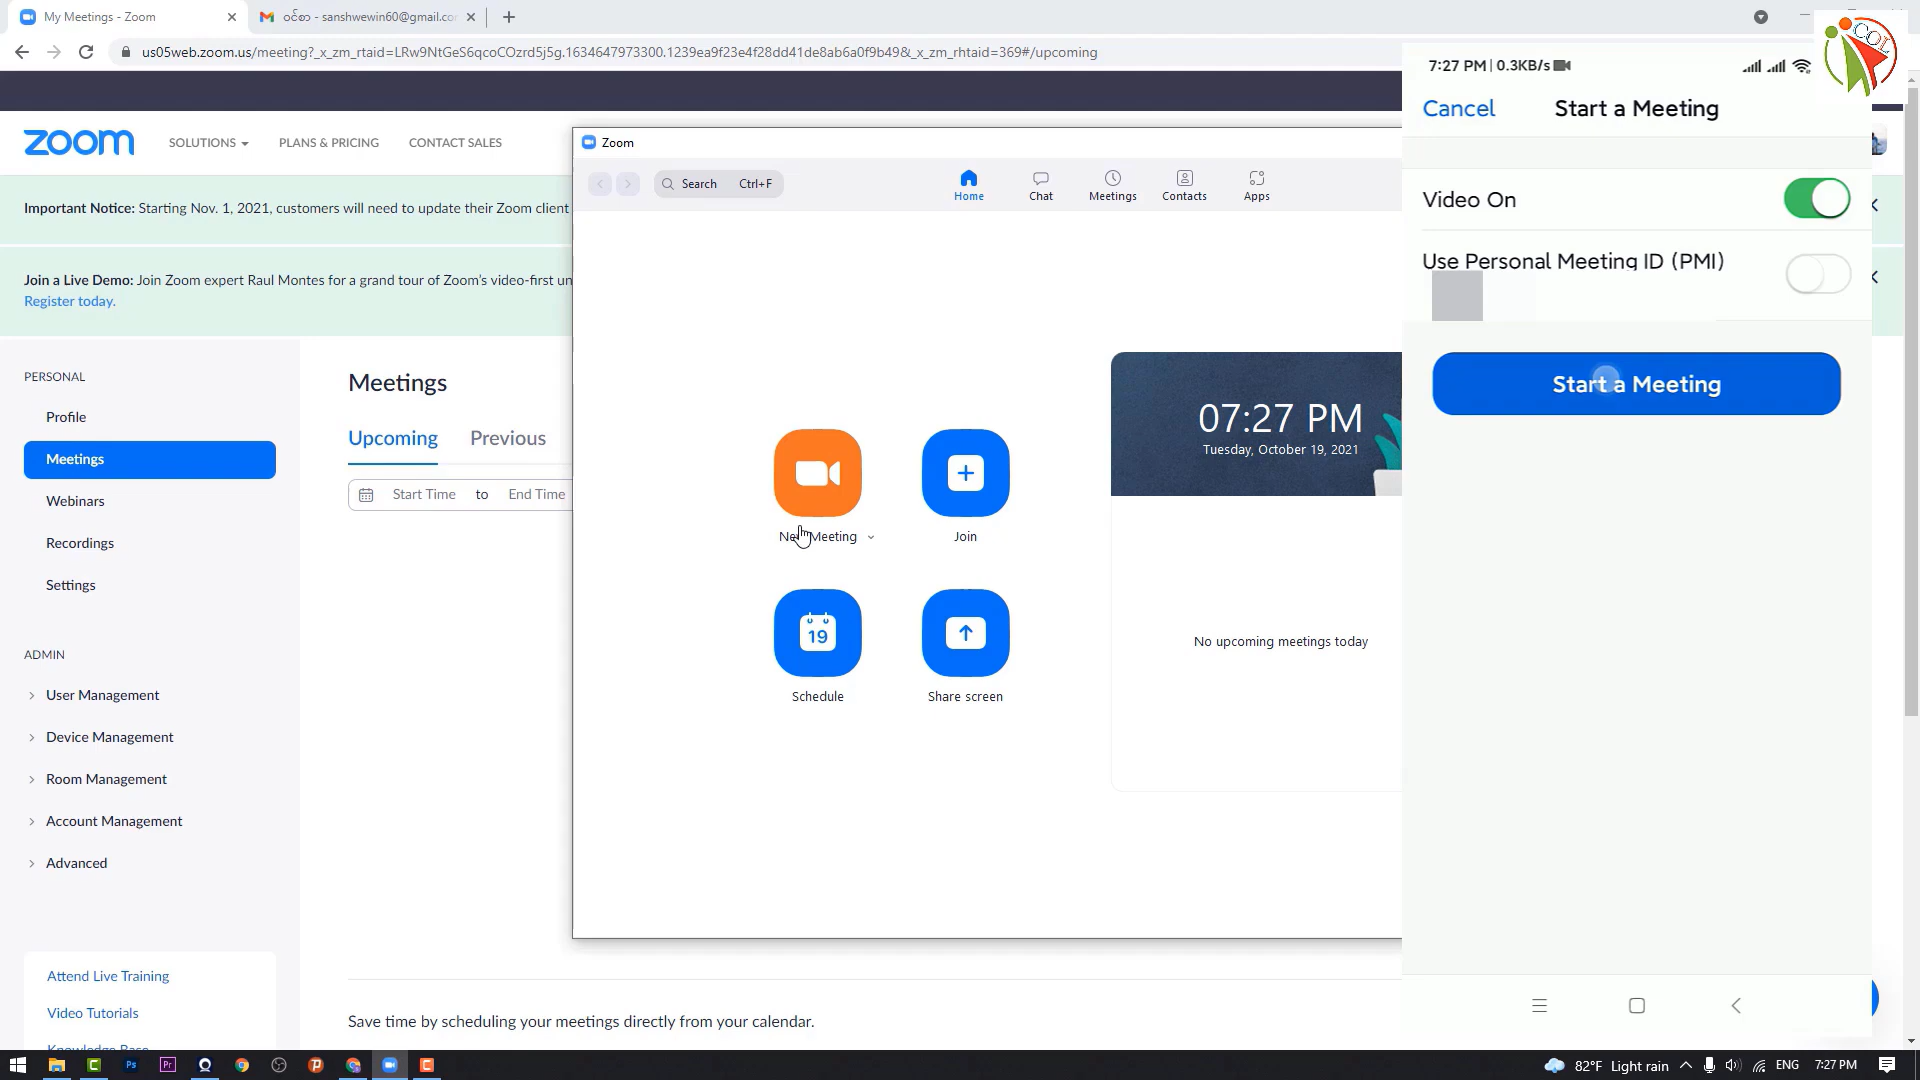 My Meetings - Zoom
ဝင်စာ - sanshwewin60@gmail.co
us05web.zoom.us/meeting?_x_zm_rtaid=LRw9NtGeS6qcoCOzrd5j5g.1634647973300.1239ea9f23e4f28dd41de8ab6a0f9b49&_x_zm_rhtaid=369#/upcoming
COL
zoom
SOLUTIONS
PLANS & PRICING
CONTACT SALES
Important Notice: Starting Nov. 1, 2021, customers will need to update their Zoom client
Join a Live Demo: Join Zoom expert Raul Montes for a grand tour of Zoom's video-first un
Register today.
PERSONAL
Profile
Meetings
Webinars
Recordings
Settings
ADMIN
User Management
Device Management
Room Management
Account Management
Advanced
Attend Live Training
Video Tutorials
Knowledge Base
Meetings
Upcoming
Previous
Start Time to End Time
Save time by scheduling your meetings directly from your calendar.
Zoom
Search Ctrl+F
Home
Chat
Meetings
Contacts
Apps
New Meeting
Join
19
Schedule
Share screen
07:27 PM
Tuesday, October 19, 2021
No upcoming meetings today
7:27 PM | 0.3KB/s
Cancel
Start a Meeting
Video On
Use Personal Meeting ID (PMI)
Start a Meeting
Ps
Pr
82°F Light rain
ENG
7:27 PM